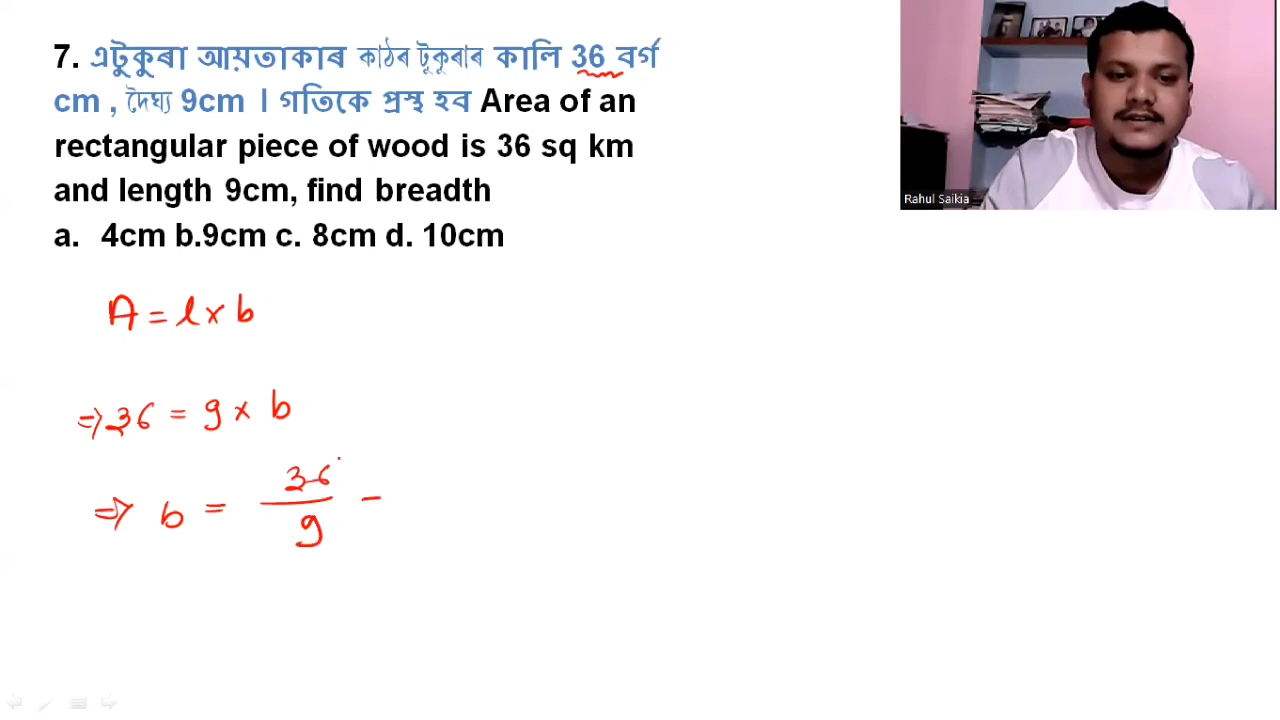 7. এটুকুৰা আয়তাকাৰ কাঠৰ টূকূৰাৰ কালি 36 বৰ্গ
cm , দৈঘ্য 9cm । গতিকে প্ৰস্থ হব Area of an
rectangular piece of wood is 36 sq km
and length 9cm, find breadth
a. 4cm b.9cm c. 8cm d. 10cm
A = l × b
⇒ 36 = 9 × b
⇒ b = 36/9 =
Rahul Saikia